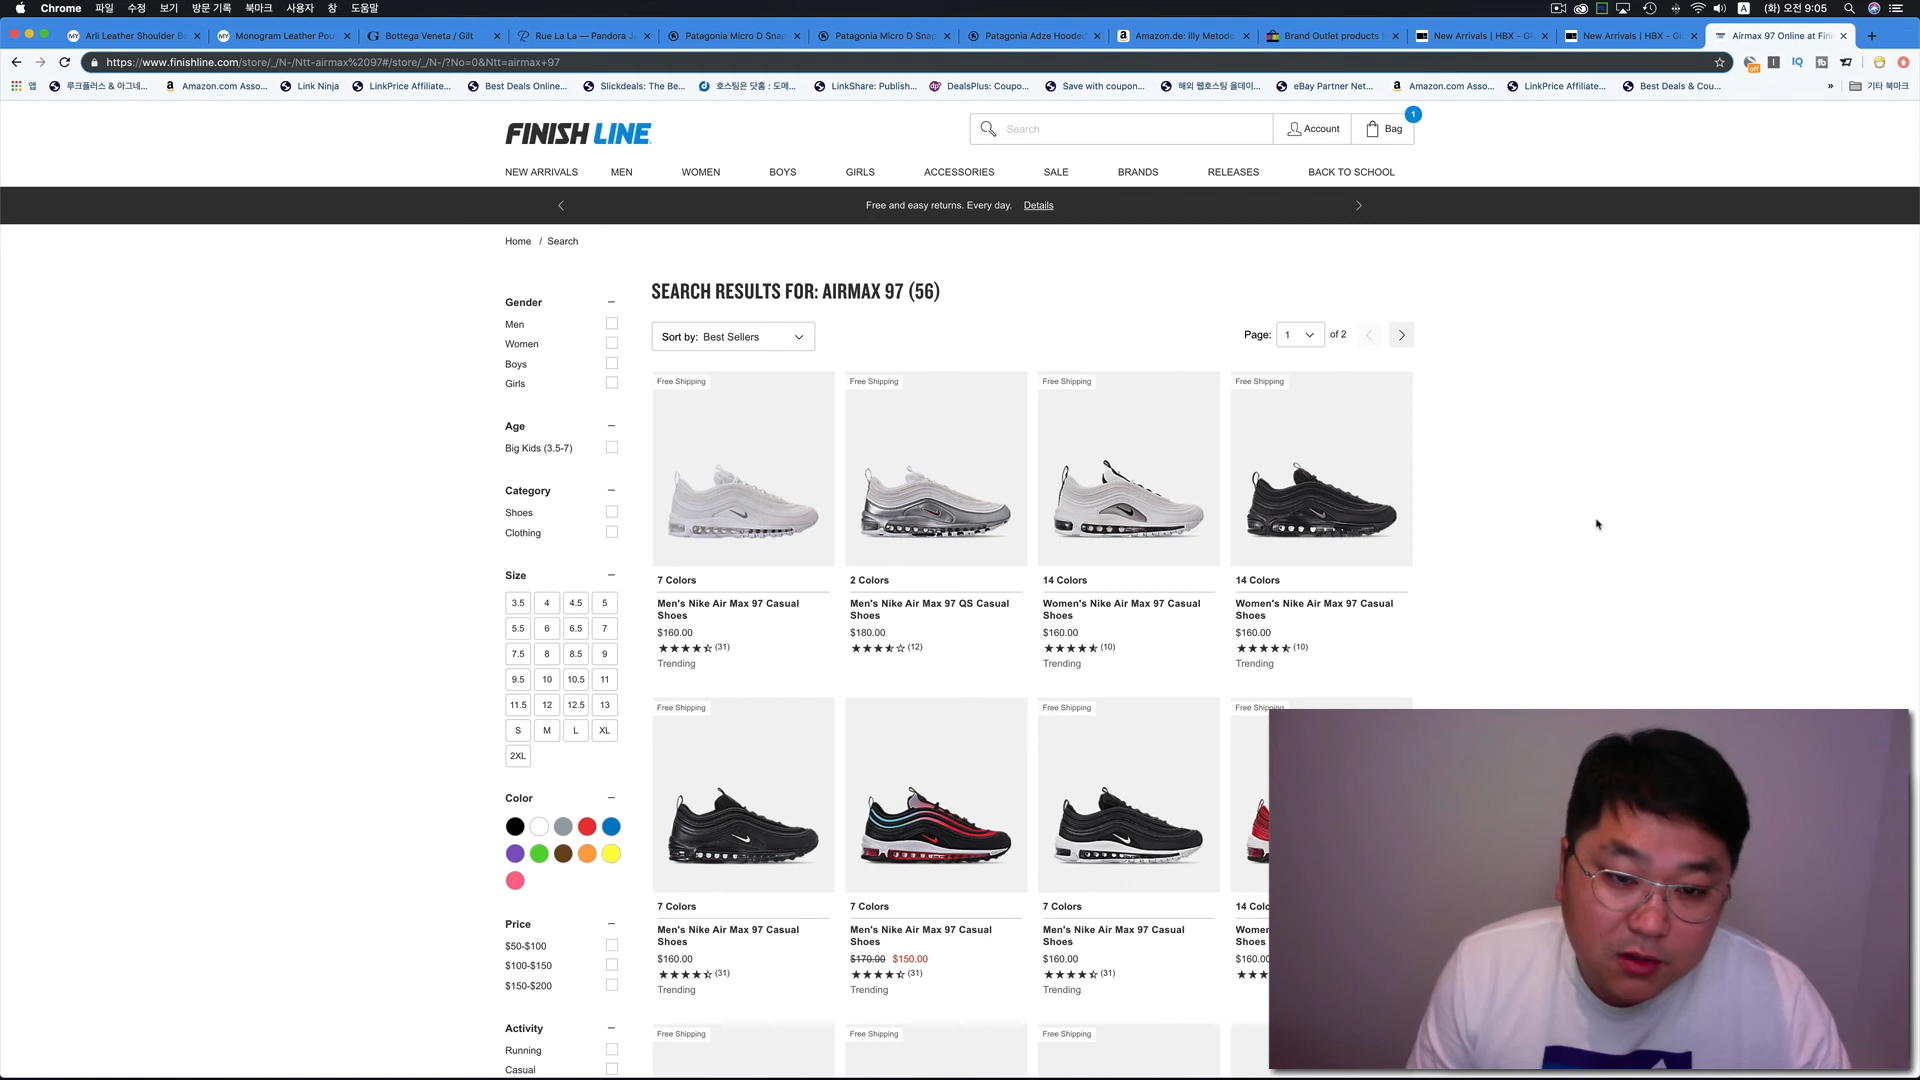 Chrome 파일 수정 보기 방문 기록 북마크 사용자 창 도움말 A (화) 오전 9:05
Arli Leather Shoulder B Monogram Leather Pou Bottega Veneta / Gilt Rue La La — Pandora J Patagonia Micro D Snap Patagonia Micro D Snap Patagonia Adze Hooded Amazon.de: illy Metodo Brand Outlet products New Arrivals | HBX - Gl New Arrivals | HBX - Gl Airmax 97 Online at Fini
https://www.finishline.com/store/_/N-/Ntt-airmax%2097#/store/_/N-/?No=0&Ntt=airmax+97
앱 루크플러스 & 아그네... Amazon.com Asso... Link Ninja LinkPrice Affiliate... Best Deals Online... Slickdeals: The Be... 호스팅은 닷홈 : 도메... LinkShare: Publish... DealsPlus: Coupo... Save with coupon... 해외 웹호스팅 올데이... eBay Partner Net... Amazon.com Asso... LinkPrice Affiliate... Best Deals & Cou... » 기타 북마크
FINISH LINE
Search
Account
Bag
1
NEW ARRIVALS MEN WOMEN BOYS GIRLS ACCESSORIES SALE BRANDS RELEASES BACK TO SCHOOL
Free and easy returns. Every day. Details
Home / Search
SEARCH RESULTS FOR: AIRMAX 97 (56)
Sort by: Best Sellers
Page: 1 of 2
Gender
Men
Women
Boys
Girls
Age
Big Kids (3.5-7)
Category
Shoes
Clothing
Size
3.5 4 4.5 5
5.5 6 6.5 7
7.5 8 8.5 9
9.5 10 10.5 11
11.5 12 12.5 13
S M L XL
2XL
Color
Price
$50-$100
$100-$150
$150-$200
Activity
Running
Casual
Free Shipping Free Shipping Free Shipping Free Shipping
7 Colors 2 Colors 14 Colors 14 Colors
Men's Nike Air Max 97 Casual Shoes
$160.00
(31)
Trending
Men's Nike Air Max 97 QS Casual Shoes
$180.00
(12)
Women's Nike Air Max 97 Casual Shoes
$160.00
(10)
Trending
Women's Nike Air Max 97 Casual Shoes
$160.00
(10)
Trending
Free Shipping Free Shipping Free Shipping Free Shipping
7 Colors 7 Colors 7 Colors 14 Colo
Men's Nike Air Max 97 Casual Shoes
$160.00
(31)
Trending
Men's Nike Air Max 97 Casual Shoes
$170.00 $150.00
(31)
Trending
Men's Nike Air Max 97 Casual Shoes
$160.00
(31)
Trending
Women
Shoes
$160.00
Trending
Free Shipping Free Shipping Free Shipping